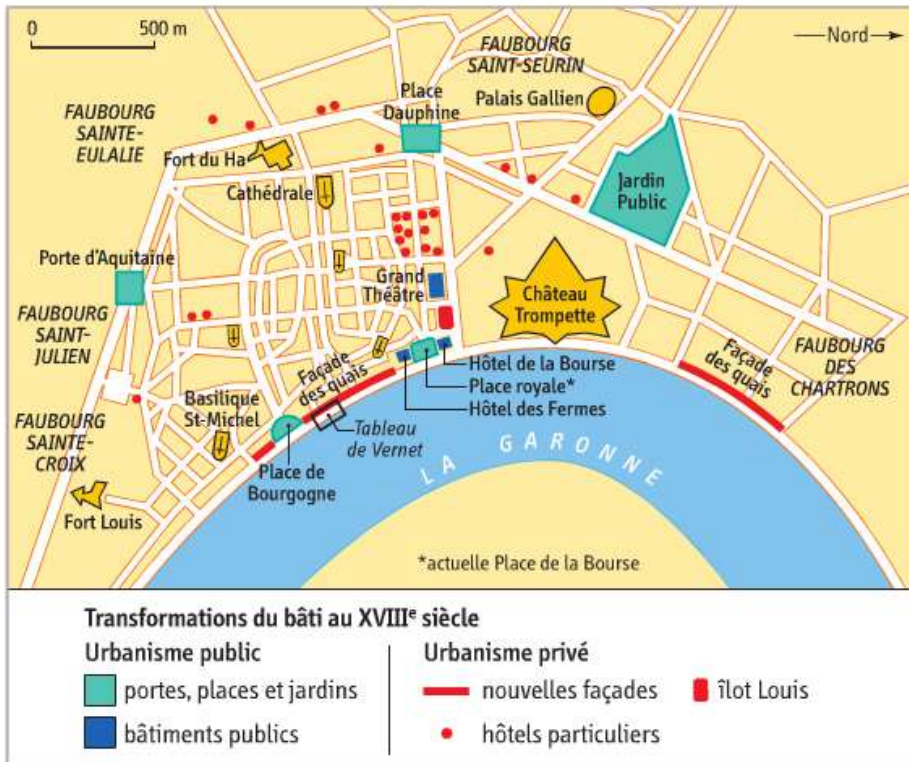 0 500 m
Nord
FAUBOURG
SAINT-SEURIN
Place
Dauphine
Palais Gallien
FAUBOURG
SAINTE-
EULALIE
Fort du Ha
Cathédrale
Jardin
Public
Porte d'Aquitaine
Grand
Théâtre
Château
Trompette
FAUBOURG
SAINT-
JULIEN
Façade
des quais
Hôtel de la Bourse
Place royale*
Hôtel des Fermes
Façade
des quais
FAUBOURG
DES
CHARTRONS
Basilique
St-Michel
Tableau
de Vernet
FAUBOURG
SAINTE-
CROIX
Place de
Bourgogne
LA GARONNE
Fort Louis
*actuelle Place de la Bourse
Transformations du bâti au XVIIIe siècle
Urbanisme public
portes, places et jardins
bâtiments publics
Urbanisme privé
nouvelles façades
îlot Louis
hôtels particuliers